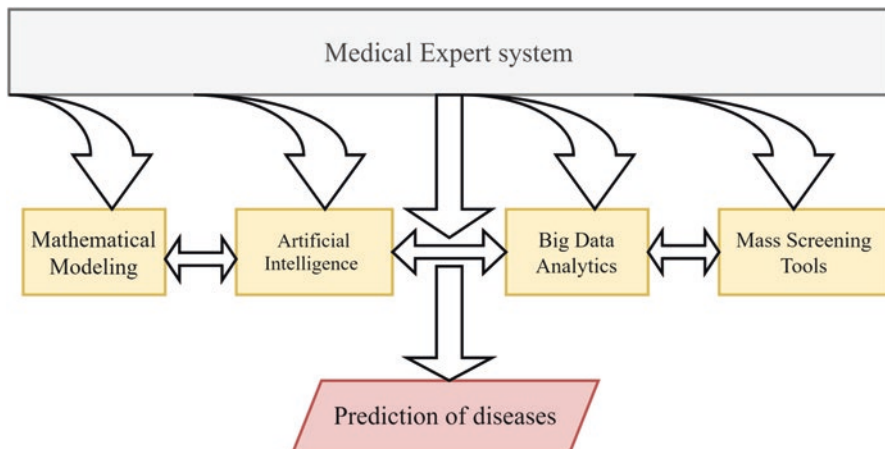 Medical Expert system
Mathematical
Modeling
Artificial
Intelligence
Big Data
Analytics
Mass Screening
Tools
Prediction of diseases